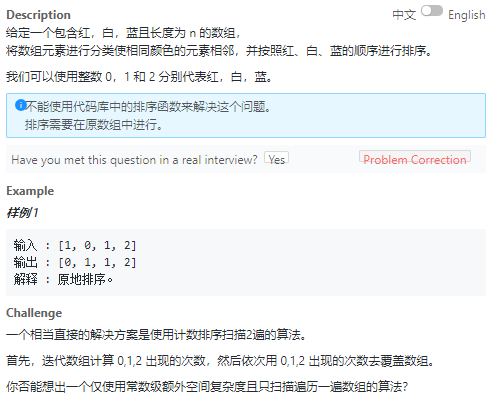 Description
中文 English
给定一个包含红，白，蓝且长度为 n 的数组，
将数组元素进行分类使相同颜色的元素相邻，并按照红、白、蓝的顺序进行排序。
我们可以使用整数 0，1 和 2 分别代表红，白，蓝。
不能使用代码库中的排序函数来解决这个问题。
排序需要在原数组中进行。
Have you met this question in a real interview? Yes Problem Correction
Example
样例 1
输入 : [1, 0, 1, 2]
输出 : [0, 1, 1, 2]
解释 : 原地排序。
Challenge
一个相当直接的解决方案是使用计数排序扫描2遍的算法。
首先，迭代数组计算 0,1,2 出现的次数，然后依次用 0,1,2 出现的次数去覆盖数组。
你否能想出一个仅使用常数级额外空间复杂度且只扫描遍历一遍数组的算法？